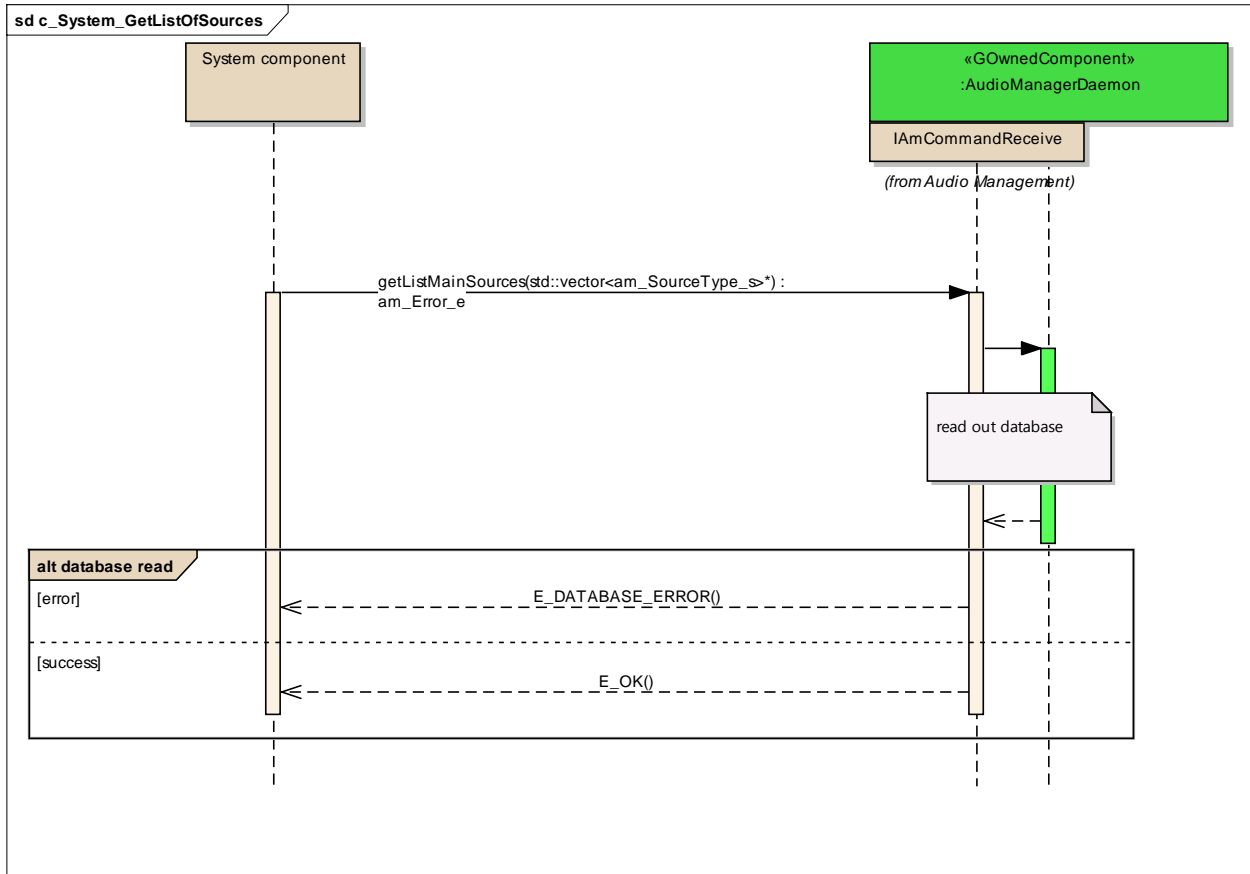 sd c_System_GetListOfSources
System component
«GOwnedComponent»
:AudioManagerDaemon
IAmCommandReceive
(from Audio Management)
getListMainSources(std::vector<am_SourceType_s>*) :
am_Error_e
read out database
alt database read
[error]
E_DATABASE_ERROR()
[success]
E_OK()